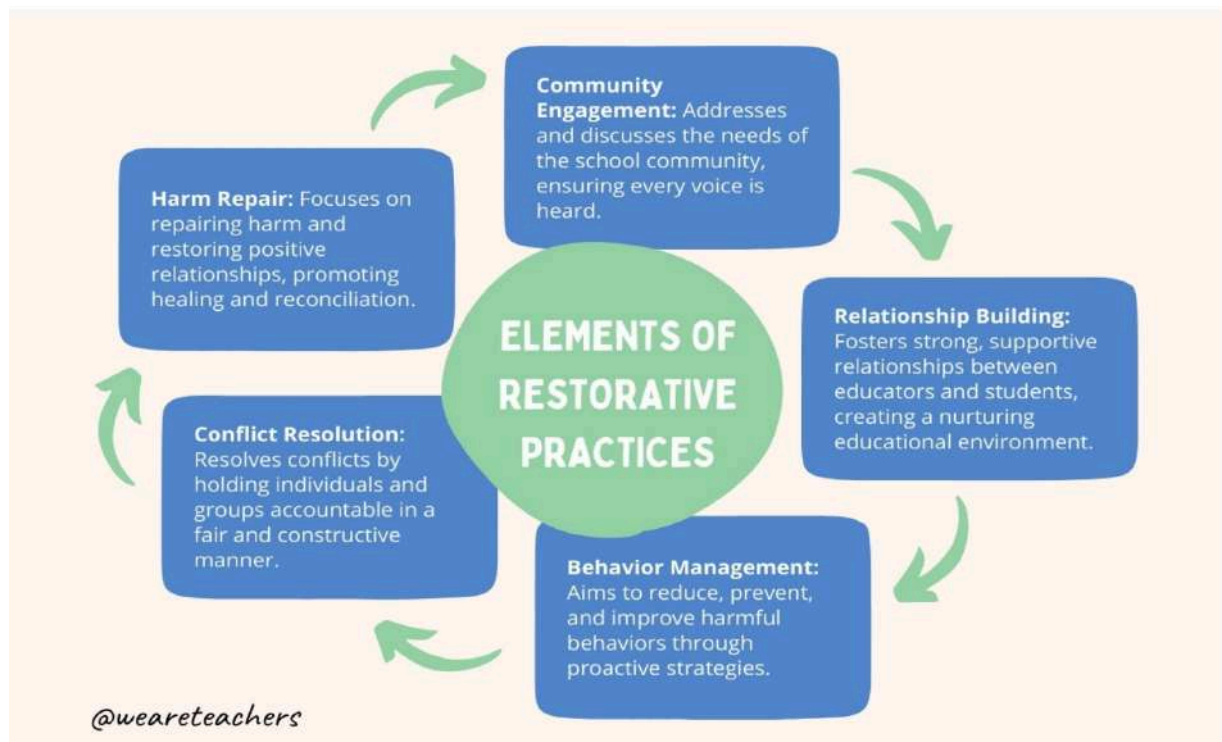 Community
Engagement: Addresses
and discusses the needs of
the school community,
ensuring every voice is
heard.
Harm Repair: Focuses on
repairing harm and
restoring positive
relationships, promoting
healing and reconciliation.
ELEMENTS OF
RESTORATIVE
PRACTICES
Relationship Building:
Fosters strong, supportive
relationships between
educators and students,
creating a nurturing
educational environment.
Conflict Resolution:
Resolves conflicts by
holding individuals and
groups accountable in a
fair and constructive
manner.
Behavior Management:
Aims to reduce, prevent,
and improve harmful
behaviors through
proactive strategies.
@weareteachers